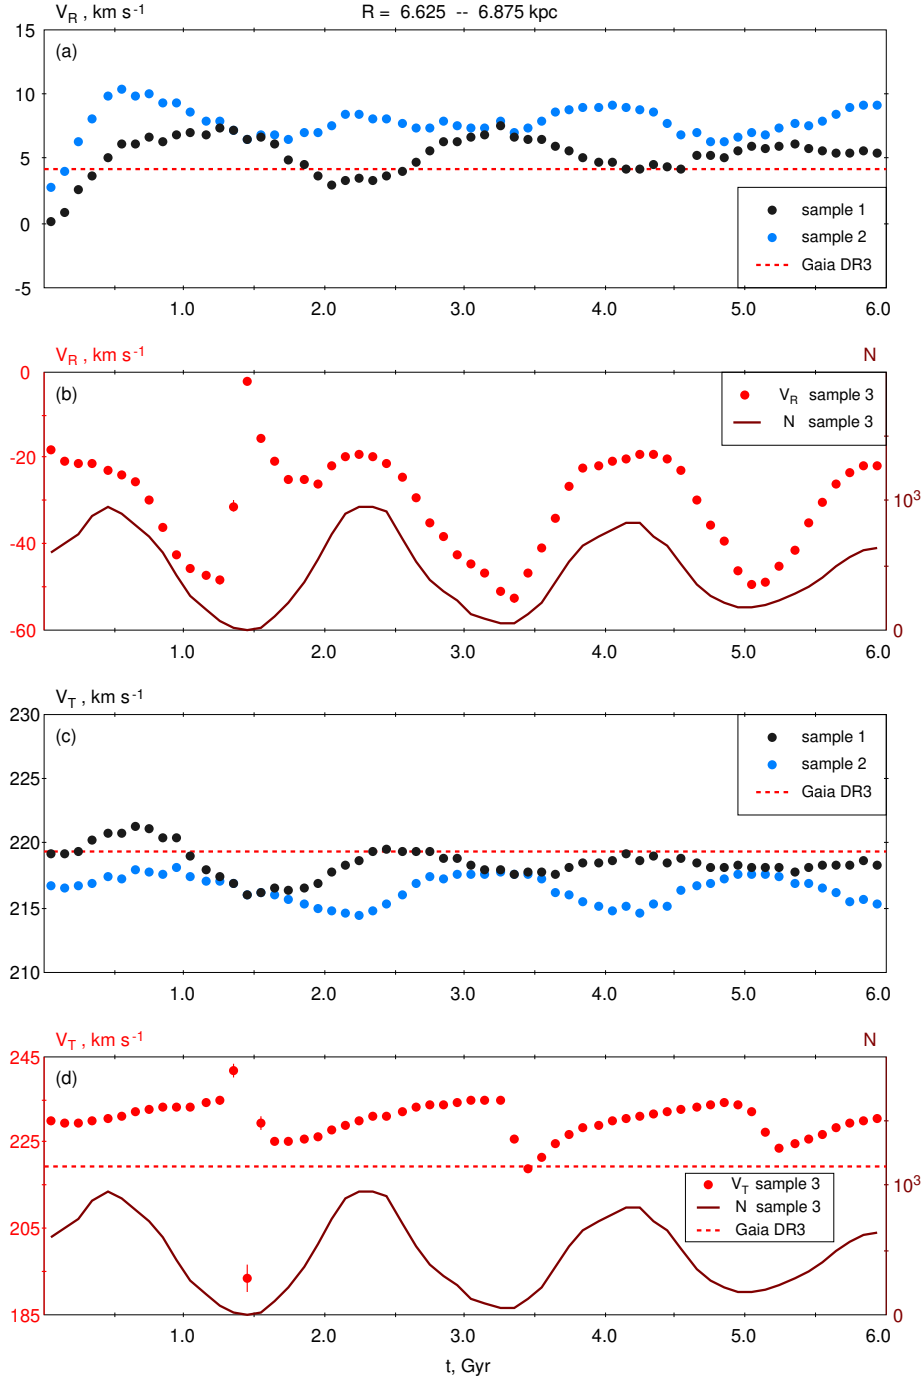 V_R , km s^-1 R = 6.625 -- 6.875 kpc
15
(a)
10
5
0
sample 1
sample 2
Gaia DR3
-5
1.0 2.0 3.0 4.0 5.0 6.0
V_R , km s^-1 N
0
(b)
V_R sample 3
N sample 3
-20
10^3
-40
-60 0
1.0 2.0 3.0 4.0 5.0 6.0
V_T , km s^-1
230
(c)
sample 1
225
sample 2
Gaia DR3
220
215
210
1.0 2.0 3.0 4.0 5.0 6.0
V_T , km s^-1 N
245
(d)
225
10^3
V_T sample 3
N sample 3
205
Gaia DR3
185 0
1.0 2.0 3.0 4.0 5.0 6.0
t, Gyr